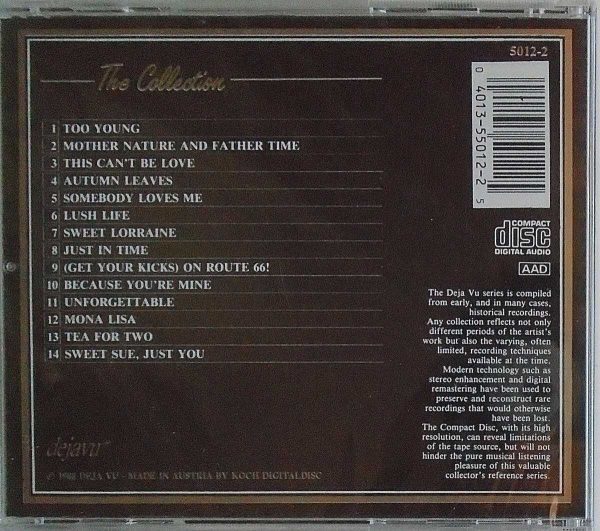 5012-2
The Collection
1 TOO YOUNG
2 MOTHER NATURE AND FATHER TIME
3 THIS CAN'T BE LOVE
4 AUTUMN LEAVES
5 SOMEBODY LOVES ME
6 LUSH LIFE
7 SWEET LORRAINE
8 JUST IN TIME
9 (GET YOUR KICKS) ON ROUTE 66!
10 BECAUSE YOU'RE MINE
11 UNFORGETTABLE
12 MONA LISA
13 TEA FOR TWO
14 SWEET SUE, JUST YOU
0 4013-55012-2 5
COMPACT
disc
DIGITAL AUDIO
AAD
The Deja Vu series is compiled
from early, and in many cases,
historical recordings.
Any collection reflects not only
different periods of the artist's
work but also the varying, often
limited, recording techniques
available at the time.
Modern technology such as
stereo enhancement and digital
remastering have been used to
preserve and reconstruct rare
recordings that would otherwise
have been lost.
The Compact Disc, with its high
resolution, can reveal limitations
of the tape source, but will not
hinder the pure musical listening
pleasure of this valuable
collector's reference series.
dejavu
© 1988 DEJA VU - MADE IN AUSTRIA BY KOCH DIGITALDISC